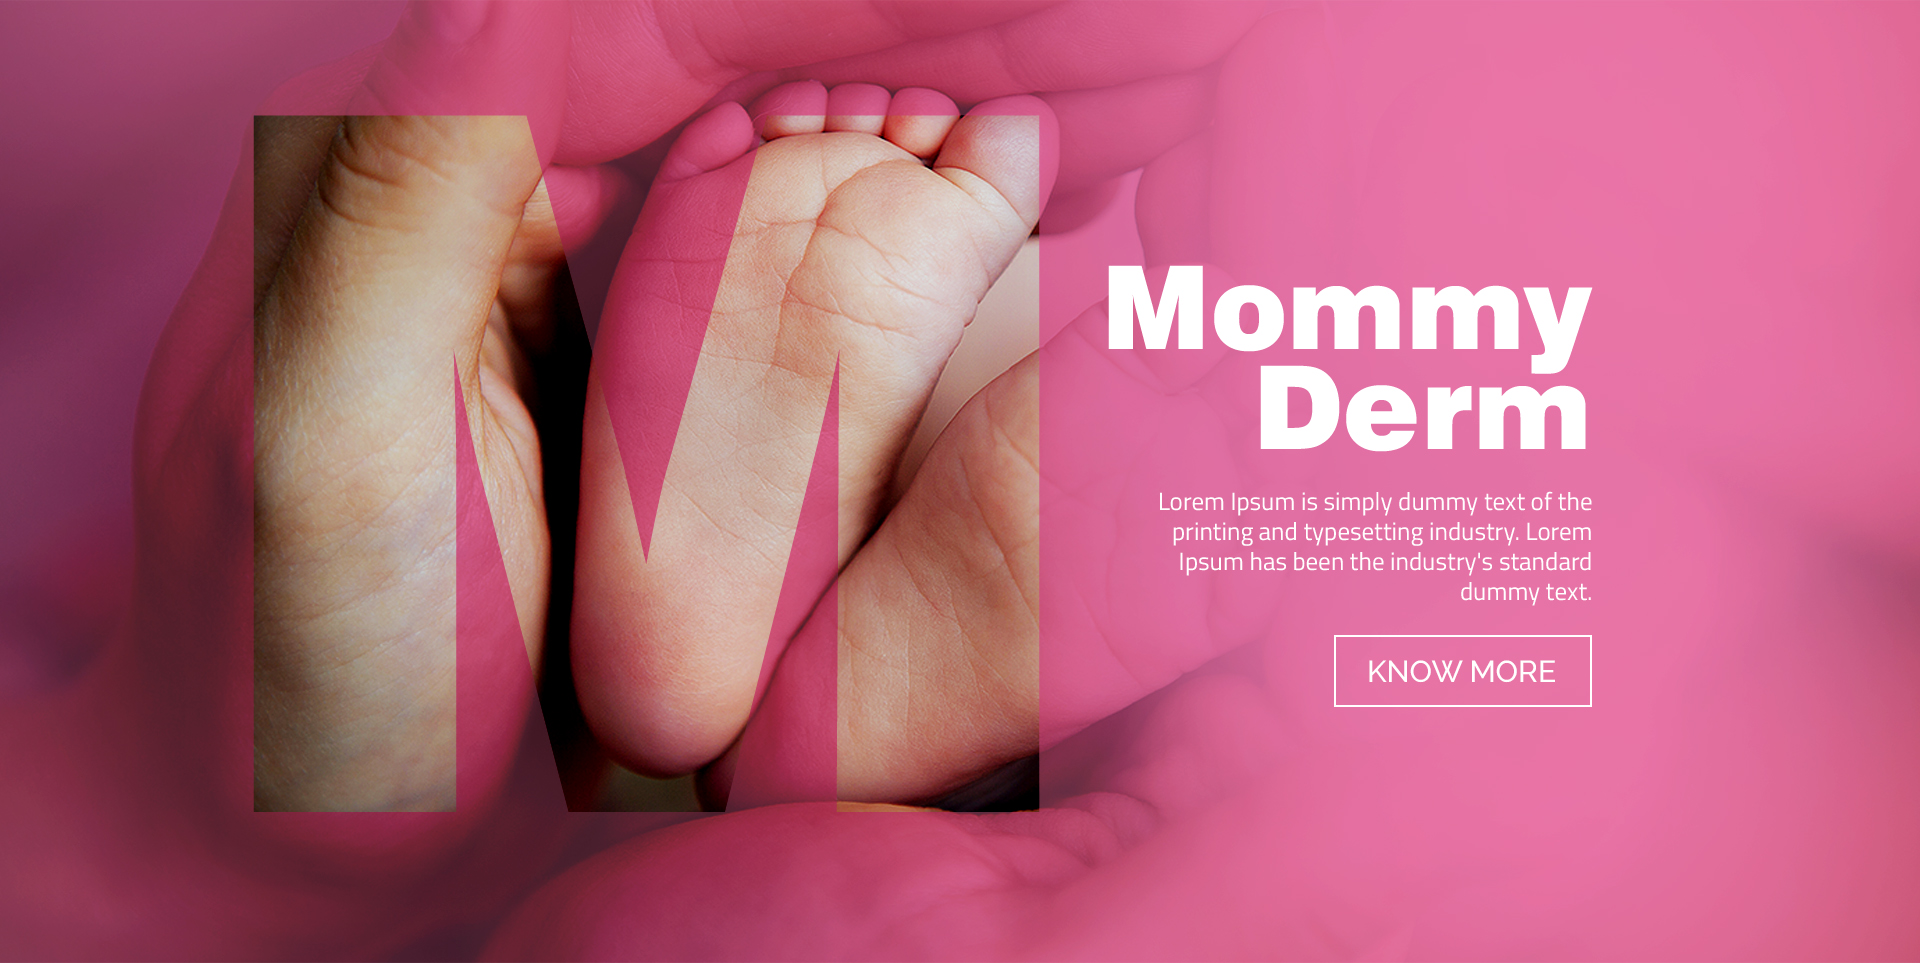 M
Mommy
Derm
Lorem Ipsum is simply dummy text of the
printing and typesetting industry. Lorem
Ipsum has been the industry's standard
dummy text.
KNOW MORE